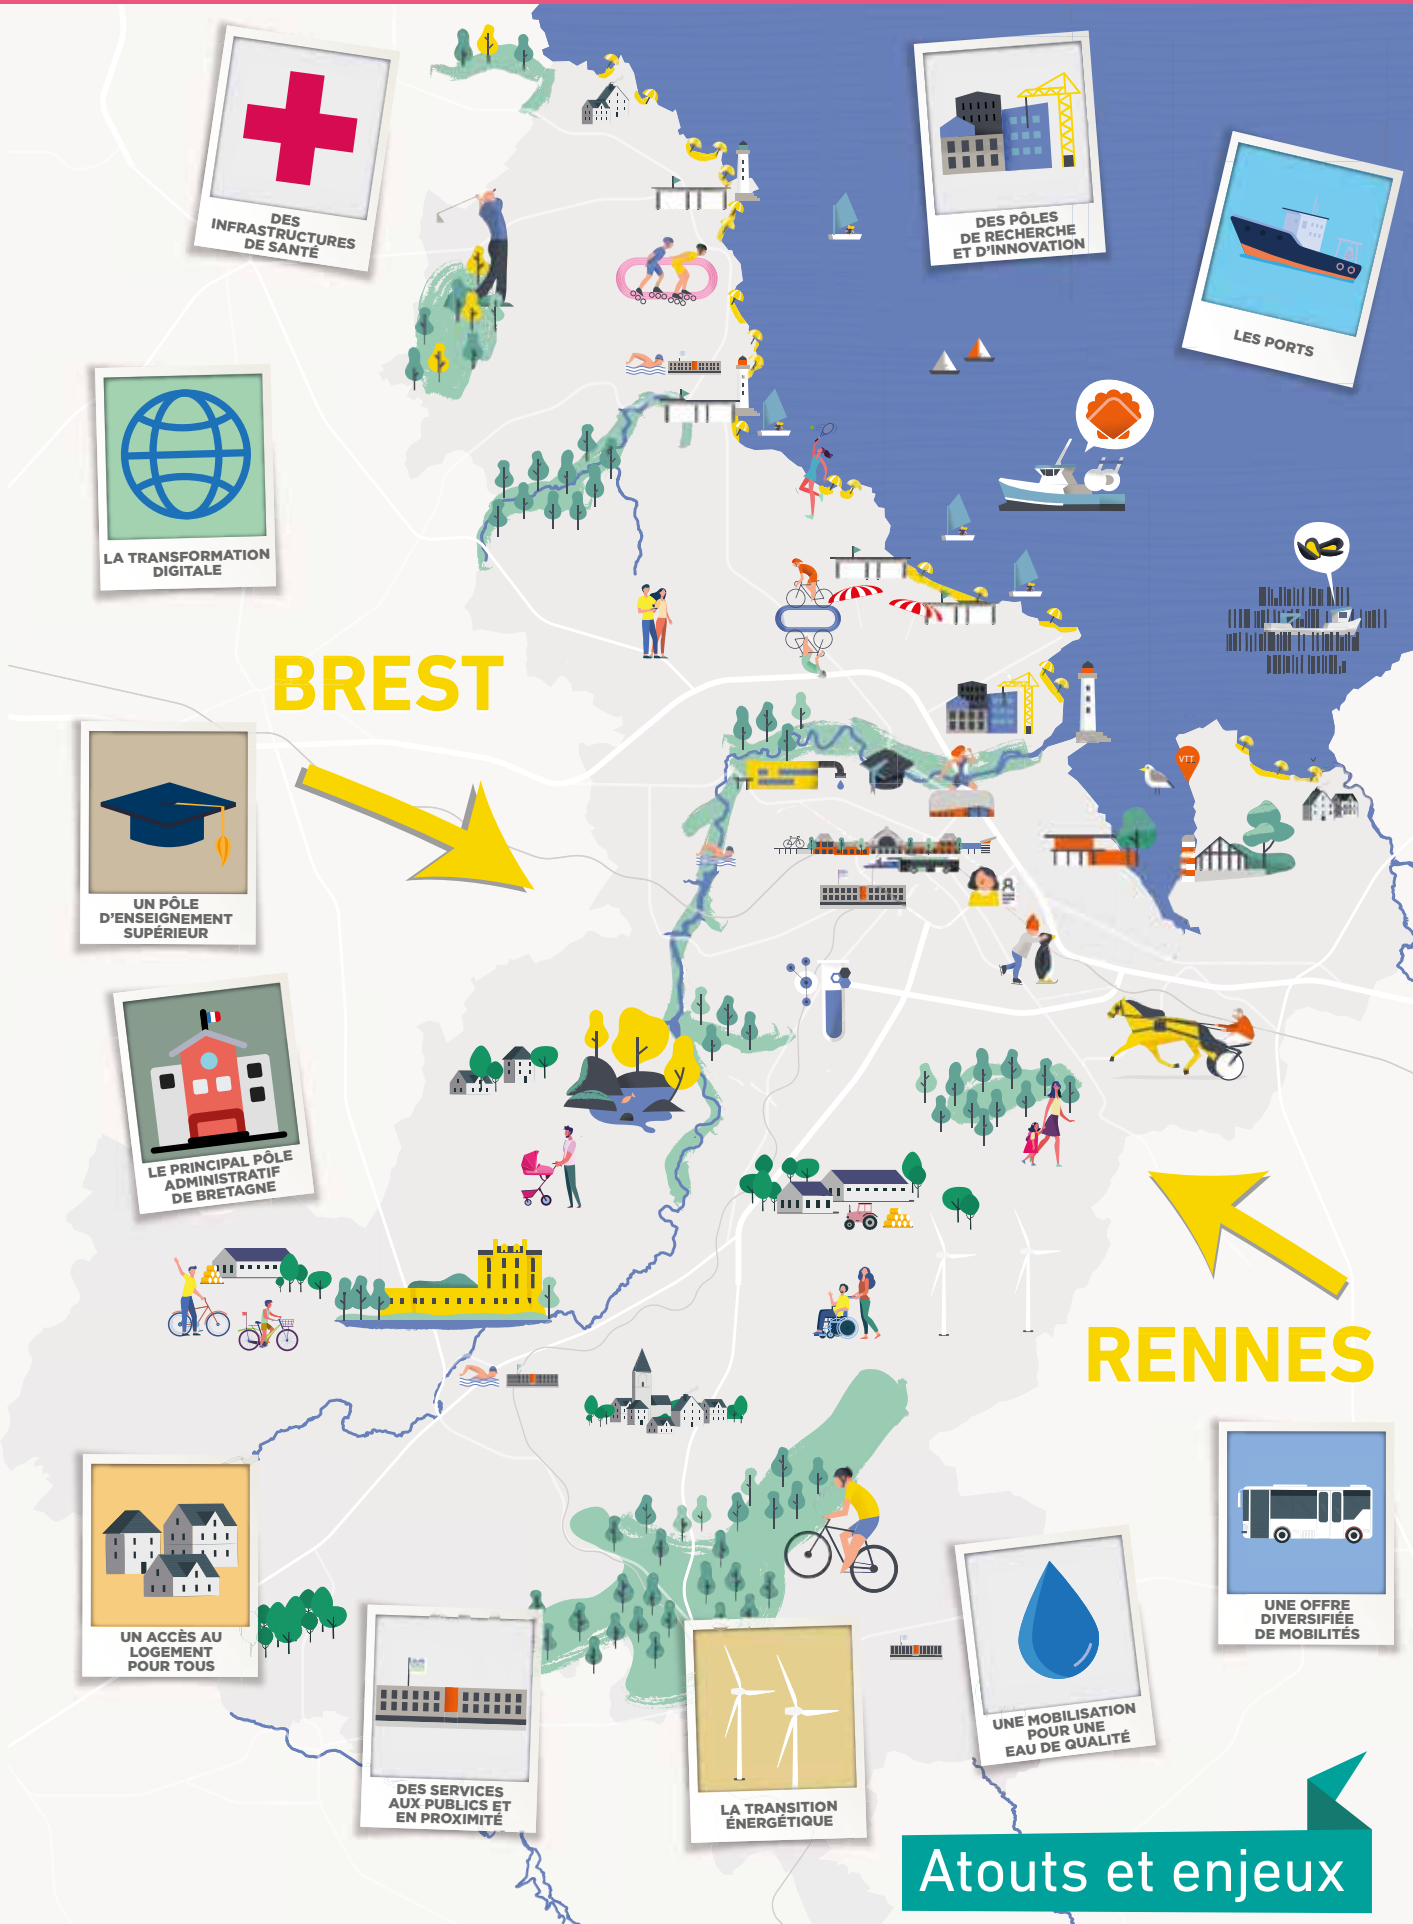 DES
INFRASTRUCTURES
DE SANTÉ
DES PÔLES
DE RECHERCHE
ET D'INNOVATION
LES PORTS
LA TRANSFORMATION
DIGITALE
BREST
UN PÔLE
D'ENSEIGNEMENT
SUPÉRIEUR
VTT
LE PRINCIPAL PÔLE
ADMINISTRATIF
DE BRETAGNE
RENNES
UN ACCÈS AU
LOGEMENT
POUR TOUS
UNE OFFRE
DIVERSIFIÉE
DE MOBILITÉS
UNE MOBILISATION
POUR UNE
EAU DE QUALITÉ
DES SERVICES
AUX PUBLICS ET
EN PROXIMITÉ
LA TRANSITION
ÉNERGÉTIQUE
Atouts et enjeux